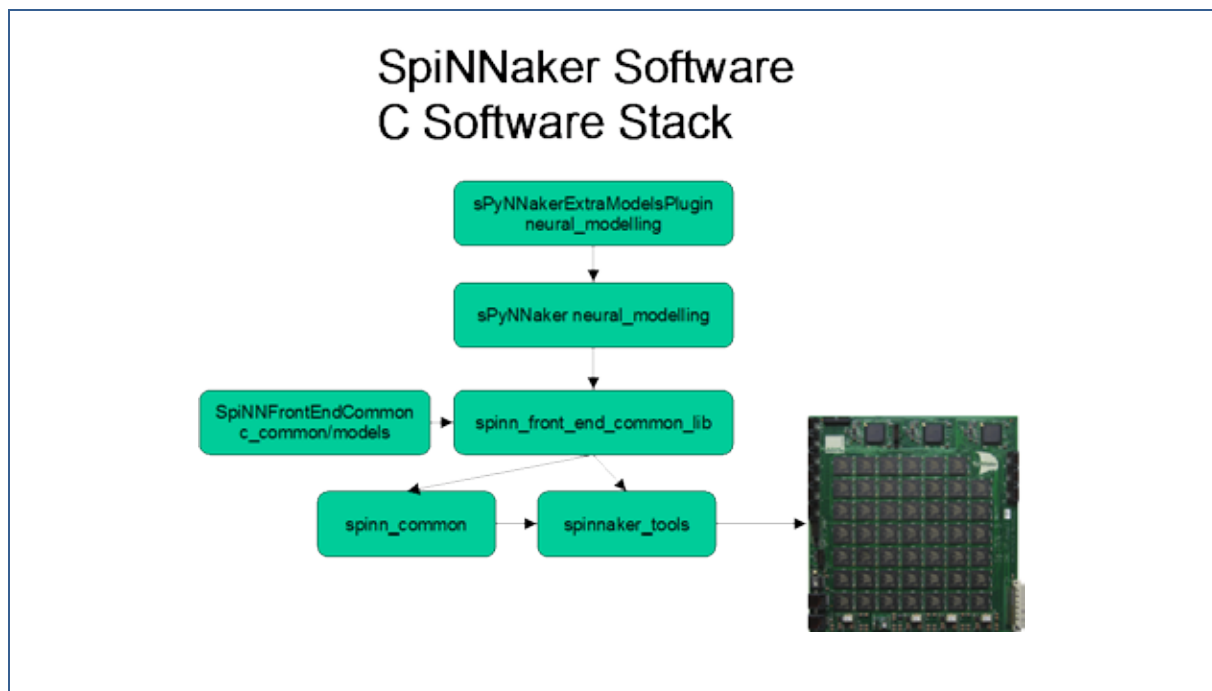 SpiNNaker Software
C Software Stack
sPyNNakerExtraModelsPlugin
neural_modelling
sPyNNaker neural_modelling
SpiNNFrontEndCommon
c_common/models
spinn_front_end_common_lib
spinn_common
spinnaker_tools